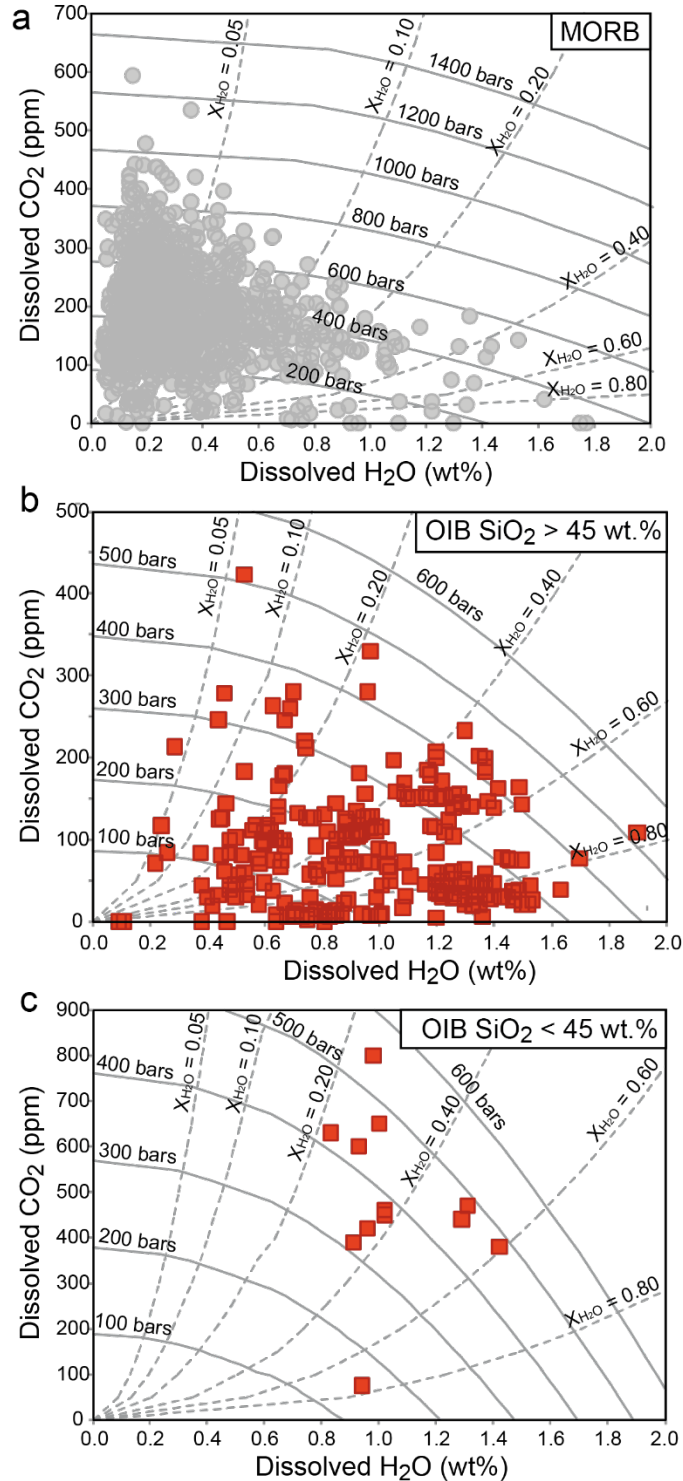 a
MORB
700
600
500
400
300
200
100
0
Dissolved CO2 (ppm)
XH2O = 0.05
XH2O = 0.10
XH2O = 0.20
XH2O = 0.40
XH2O = 0.60
XH2O = 0.80
1400 bars
1200 bars
1000 bars
800 bars
600 bars
400 bars
200 bars
0.0 0.2 0.4 0.6 0.8 1.0 1.2 1.4 1.6 1.8 2.0
Dissolved H2O (wt%)
b
OIB SiO2 > 45 wt.%
500
400
300
200
100
0
Dissolved CO2 (ppm)
XH2O = 0.05
XH2O = 0.10
XH2O = 0.20
XH2O = 0.40
XH2O = 0.60
XH2O = 0.80
600 bars
500 bars
400 bars
300 bars
200 bars
100 bars
0.0 0.2 0.4 0.6 0.8 1.0 1.2 1.4 1.6 1.8 2.0
Dissolved H2O (wt%)
c
OIB SiO2 < 45 wt.%
900
800
700
600
500
400
300
200
100
0
Dissolved CO2 (ppm)
XH2O = 0.05
XH2O = 0.10
XH2O = 0.20
XH2O = 0.40
XH2O = 0.60
XH2O = 0.80
500 bars
600 bars
400 bars
300 bars
200 bars
100 bars
0.0 0.2 0.4 0.6 0.8 1.0 1.2 1.4 1.6 1.8 2.0
Dissolved H2O (wt%)